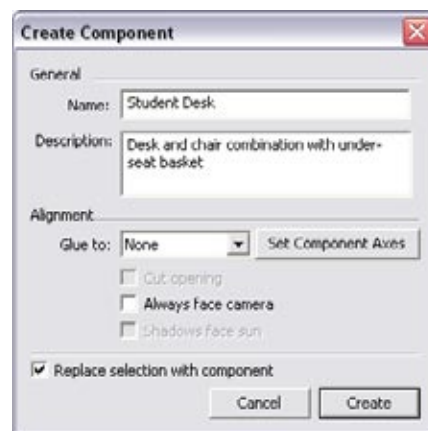 Create Component
General
Name: Student Desk
Description: Desk and chair combination with under-
seat basket
Alignment
Glue to: None Set Component Axes
Cut opening
Always face camera
Shadows face sun
Replace selection with component
Cancel Create